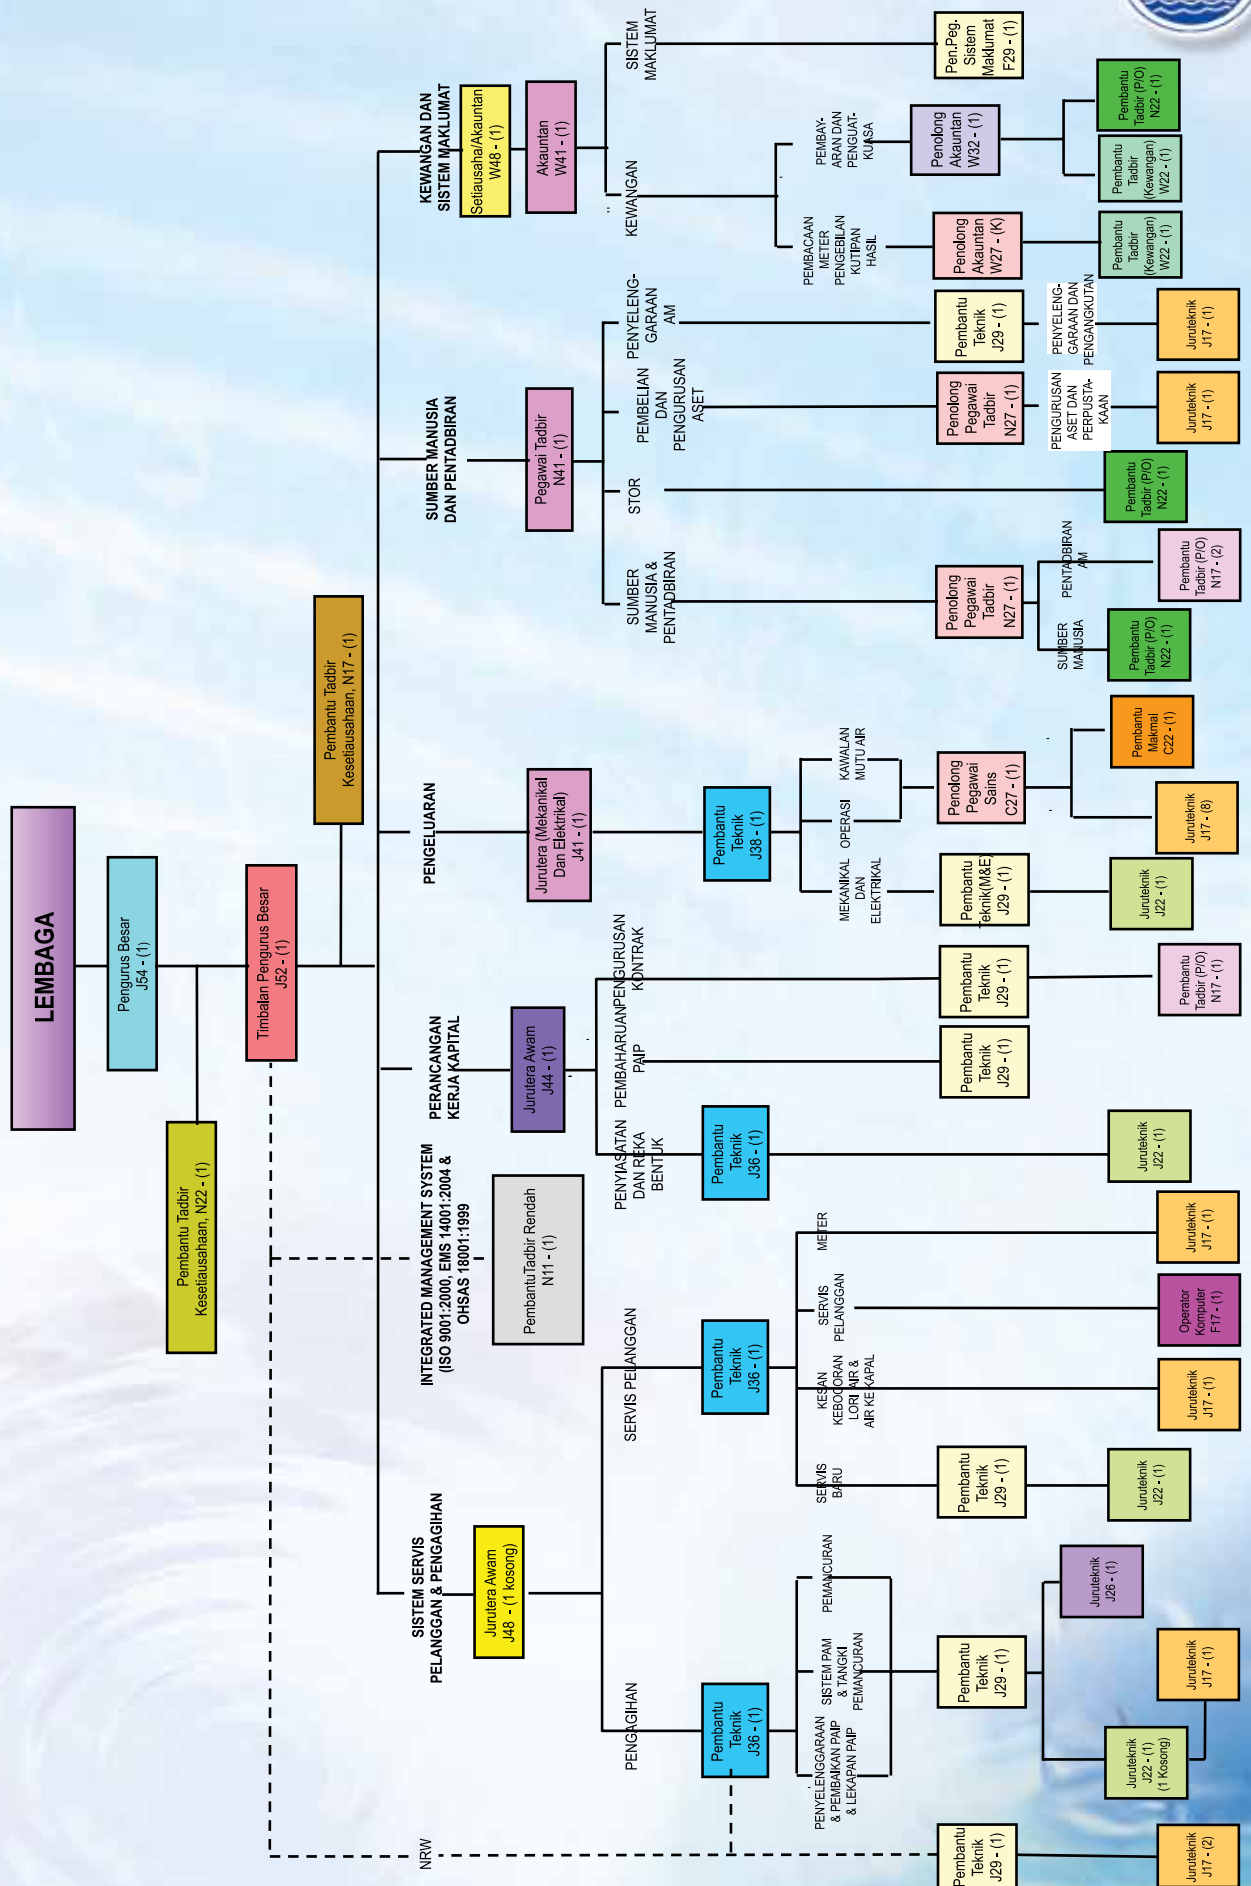 LEMBAGA
Pengurus Besar
J54 - (1)
Pembantu Tadbir
Kesetiausahaan, N22 - (1)
Timbalan Pengurus Besar
J52 - (1)
Pembantu Tadbir
Kesetiausahaan, N17 - (1)
NRW
Pembantu
Teknik
J29 - (1)
Juruteknik
J17 - (2)
SISTEM SERVIS
PELANGGAN & PENGAGIHAN
Jurutera Awam
J48 - (1 kosong)
PENGAGIHAN
Pembantu
Teknik
J36 - (1)
PENYELENGGARAAN
& PEMBAIKAN PAIP
& LEKAPAN PAIP
SISTEM PAM
& TANGKI
PEMANCURAN
PEMANCURAN
Pembantu
Teknik
J29 - (1)
Juruteknik
J22 - (1)
(1 Kosong)
Juruteknik
J26 - (1)
Juruteknik
J17 - (1)
SERVIS PELANGGAN
Pembantu
Teknik
J36 - (1)
SERVIS
BARU
Pembantu
Teknik
J29 - (1)
Juruteknik
J22 - (1)
KESAN
KEBOCORAN
LORI AIR &
AIR KE KAPAL
Juruteknik
J17 - (1)
SERVIS
PELANGGAN
Operator
Komputer
F17 - (1)
METER
Juruteknik
J17 - (1)
INTEGRATED MANAGEMENT SYSTEM
(ISO 9001:2000, EMS 14001:2004 &
OHSAS 18001:1999
PembantuTadbir Rendah
N11 - (1)
PERANCANGAN
KERJA KAPITAL
Jurutera Awam
J44 - (1)
PENYIASATAN
DAN REKA
BENTUK
Pembantu
Teknik
J36 - (1)
Juruteknik
J22 - (1)
PEMBAHARUAN
PAIP
Pembantu
Teknik
J29 - (1)
PENGURUSAN
KONTRAK
Pembantu
Teknik
J29 - (1)
Pembantu
Tadbir (P/O)
N17 - (1)
PENGELUARAN
Jurutera (Mekanikal
Dan Elektrikal)
J41 - (1)
Pembantu
Teknik
J38 - (1)
MEKANIKAL
DAN
ELEKTRIKAL
Pembantu
Teknik(M&E)
J29 - (1)
Juruteknik
J22 - (1)
OPERASI
KAWALAN
MUTU AIR
Penolong
Pegawai
Sains
C27 - (1)
Juruteknik
J17 - (8)
Pembantu
Makmal
C22 - (1)
SUMBER MANUSIA
DAN PENTADBIRAN
Pegawai Tadbir
N41 - (1)
SUMBER
MANUSIA &
PENTADBIRAN
Penolong
Pegawai
Tadbir
N27 - (1)
SUMBER
MANUSIA
Pembantu
Tadbir (P/O)
N22 - (1)
PENTADBIRAN
AM
Pembantu
Tadbir (P/O)
N17 - (2)
STOR
Pembantu
Tadbir (P/O)
N22 - (1)
PEMBELIAN
DAN
PENGURUSAN
ASET
Penolong
Pegawai
Tadbir
N27 - (1)
PENGURUSAN
ASET DAN
PERPUSTA-
KAAN
Juruteknik
J17 - (1)
PENYELENG-
GARAAN
AM
Pembantu
Teknik
J29 - (1)
PENYELENG-
GARAAN DAN
PENGANGKUTAN
Juruteknik
J17 - (1)
KEWANGAN DAN
SISTEM MAKLUMAT
Setiausaha/Akauntan
W48 - (1)
Akauntan
W41 - (1)
KEWANGAN
PEMBACAAN
METER
PENGEBILAN
KUTIPAN
HASIL
Penolong
Akauntan
W27 - (K)
Pembantu
Tadbir
(Kewangan)
W22 - (1)
PEMBAY-
ARAN DAN
PENGUAT-
KUASA
Penolong
Akauntan
W32 - (1)
Pembantu
Tadbir
(Kewangan)
W22 - (1)
Pembantu
Tadbir (P/O)
N22 - (1)
SISTEM
MAKLUMAT
Pen.Peg.
Sistem
Maklumat
F29 - (1)